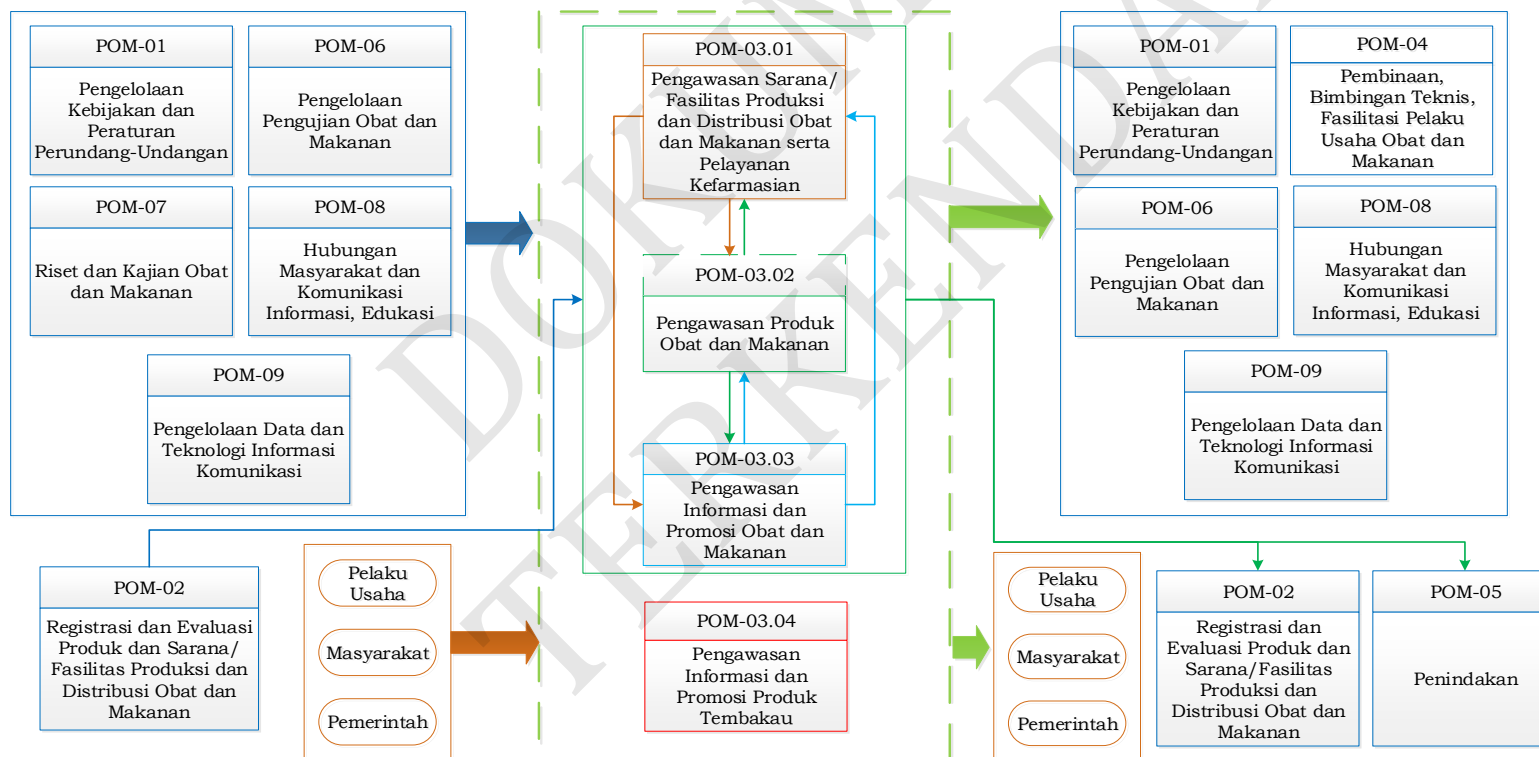 POM-01
Pengelolaan
Kebijakan dan
Peraturan
Perundang-Undangan
POM-06
Pengelolaan
Pengujian Obat dan
Makanan
POM-07
Riset dan Kajian Obat
dan Makanan
POM-08
Hubungan
Masyarakat dan
Komunikasi
Informasi, Edukasi
POM-09
Pengelolaan Data dan
Teknologi Informasi
Komunikasi
POM-02
Registrasi dan Evaluasi
Produk dan Sarana/
Fasilitas Produksi dan
Distribusi Obat dan
Makanan
Pelaku
Usaha
Masyarakat
Pemerintah
POM-03.01
Pengawasan Sarana/
Fasilitas Produksi
dan Distribusi Obat
dan Makanan serta
Pelayanan
Kefarmasian
POM-03.02
Pengawasan Produk
Obat dan Makanan
POM-03.03
Pengawasan
Informasi dan
Promosi Obat dan
Makanan
POM-03.04
Pengawasan
Informasi dan
Promosi Produk
Tembakau
POM-01
Pengelolaan
Kebijakan dan
Peraturan
Perundang-Undangan
POM-04
Pembinaan,
Bimbingan Teknis,
Fasilitasi Pelaku
Usaha Obat dan
Makanan
POM-06
Pengelolaan
Pengujian Obat dan
Makanan
POM-08
Hubungan
Masyarakat dan
Komunikasi
Informasi, Edukasi
POM-09
Pengelolaan Data dan
Teknologi Informasi
Komunikasi
Pelaku
Usaha
Masyarakat
Pemerintah
POM-02
Registrasi dan
Evaluasi Produk dan
Sarana/Fasilitas
Produksi dan
Distribusi Obat dan
Makanan
POM-05
Penindakan
DOKUM
TERKENDA